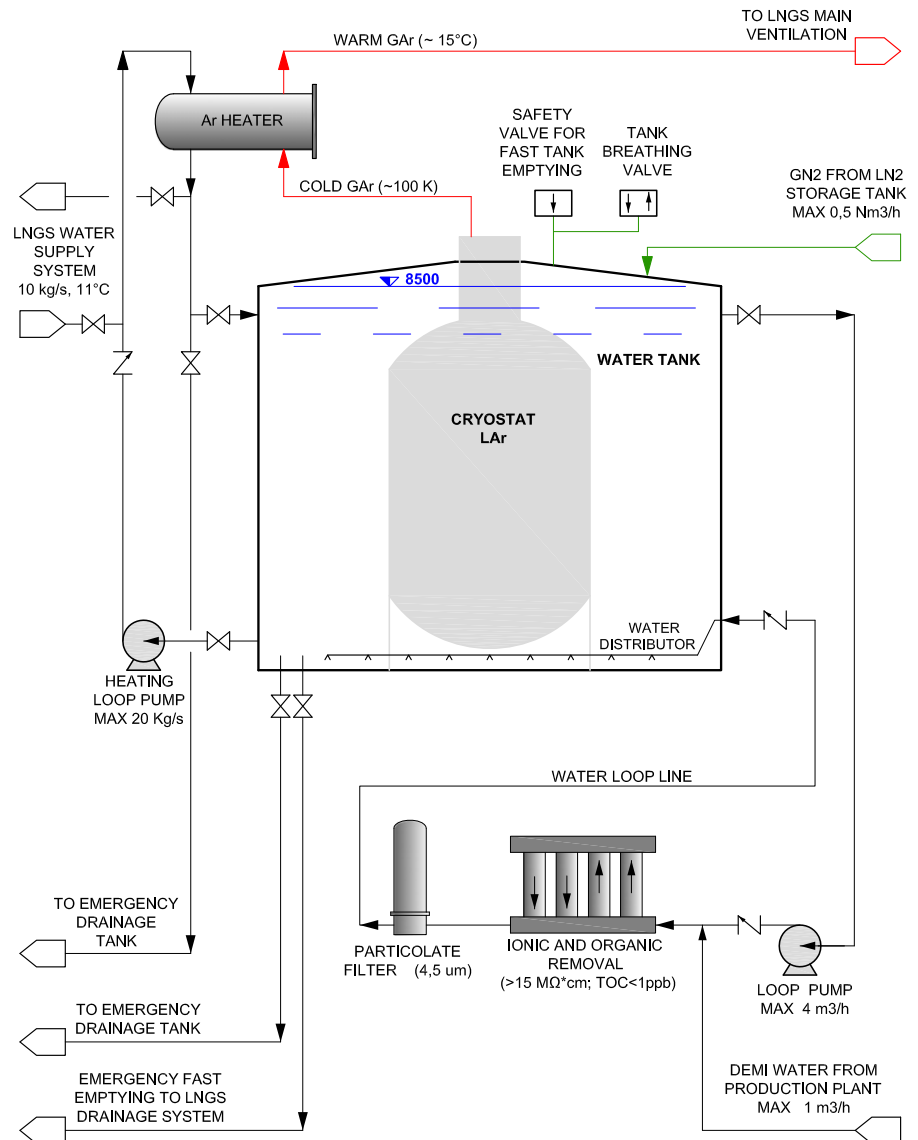 TO LNGS MAIN
VENTILATION
WARM GAr (~ 15°C)
Ar HEATER
SAFETY
VALVE FOR
FAST TANK
EMPTYING
TANK
BREATHING
VALVE
COLD GAr (~100 K)
GN2 FROM LN2
STORAGE TANK
MAX 0,5 Nm3/h
LNGS WATER
SUPPLY
SYSTEM
10 kg/s, 11°C
8500
WATER TANK
CRYOSTAT
LAr
WATER
DISTRIBUTOR
HEATING
LOOP PUMP
MAX 20 Kg/s
WATER LOOP LINE
TO EMERGENCY
DRAINAGE
TANK
PARTICOLATE
FILTER (4,5 um)
IONIC AND ORGANIC
REMOVAL
(>15 MΩ*cm; TOC<1ppb)
LOOP PUMP
MAX 4 m3/h
TO EMERGENCY
DRAINAGE TANK
EMERGENCY FAST
EMPTYING TO LNGS
DRAINAGE SYSTEM
DEMI WATER FROM
PRODUCTION PLANT
MAX 1 m3/h